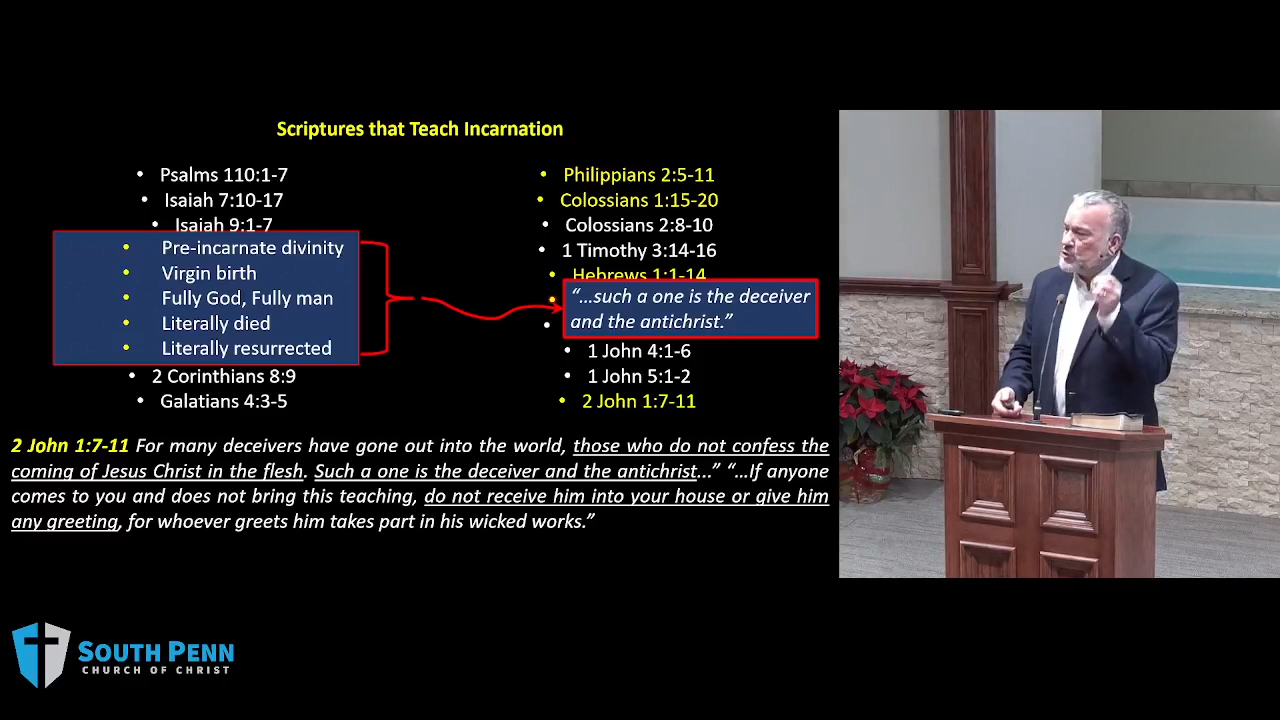 Scriptures that Teach Incarnation
Psalms 110:1-7
Isaiah 7:10-17
Isaiah 9:1-7
Pre-incarnate divinity
Virgin birth
Fully God, Fully man
Literally died
Literally resurrected
2 Corinthians 8:9
Galatians 4:3-5
Philippians 2:5-11
Colossians 1:15-20
Colossians 2:8-10
1 Timothy 3:14-16
Hebrews 1:1-14
“...such a one is the deceiver
and the antichrist.”
1 John 4:1-6
1 John 5:1-2
2 John 1:7-11
2 John 1:7-11 For many deceivers have gone out into the world, those who do not confess the
coming of Jesus Christ in the flesh. Such a one is the deceiver and the antichrist...” “...If anyone
comes to you and does not bring this teaching, do not receive him into your house or give him
any greeting, for whoever greets him takes part in his wicked works.”
SOUTH PENN
CHURCH OF CHRIST